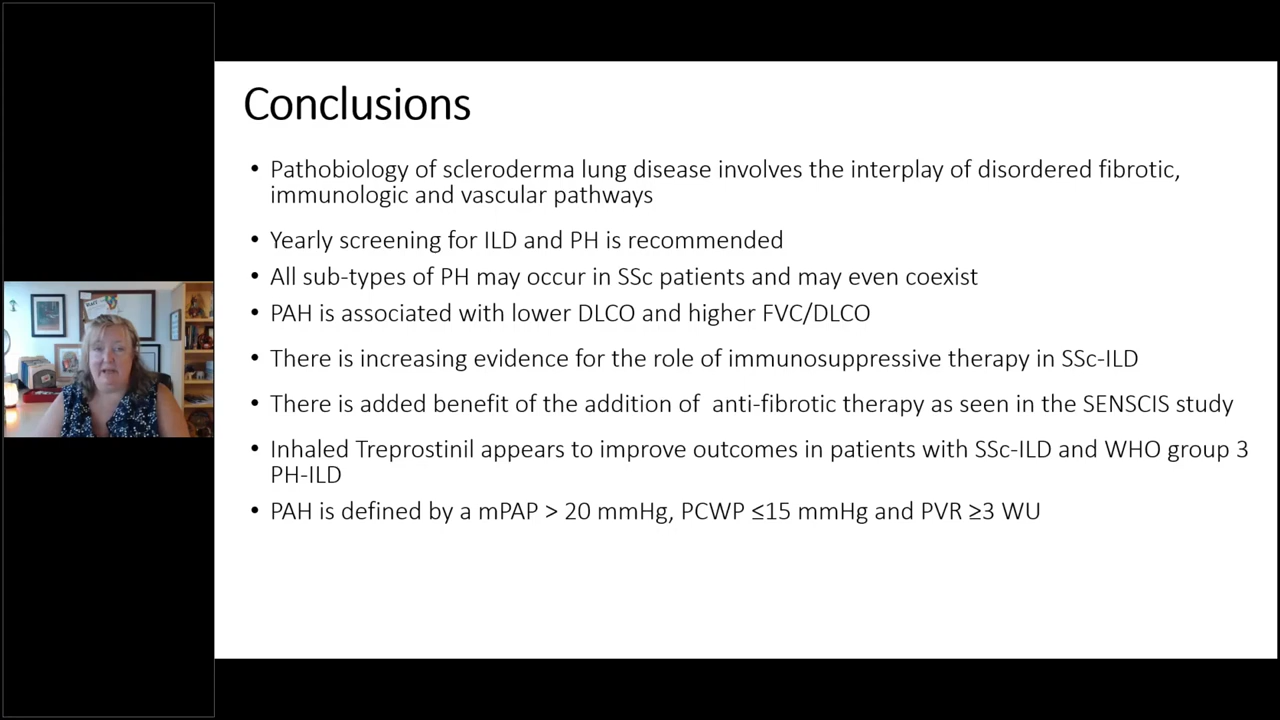 Conclusions
• Pathobiology of scleroderma lung disease involves the interplay of disordered fibrotic,
immunologic and vascular pathways
• Yearly screening for ILD and PH is recommended
• All sub-types of PH may occur in SSc patients and may even coexist
• PAH is associated with lower DLCO and higher FVC/DLCO
• There is increasing evidence for the role of immunosuppressive therapy in SSc-ILD
• There is added benefit of the addition of  anti-fibrotic therapy as seen in the SENSCIS study
• Inhaled Treprostinil appears to improve outcomes in patients with SSc-ILD and WHO group 3
PH-ILD
• PAH is defined by a mPAP > 20 mmHg, PCWP ≤15 mmHg and PVR ≥3 WU